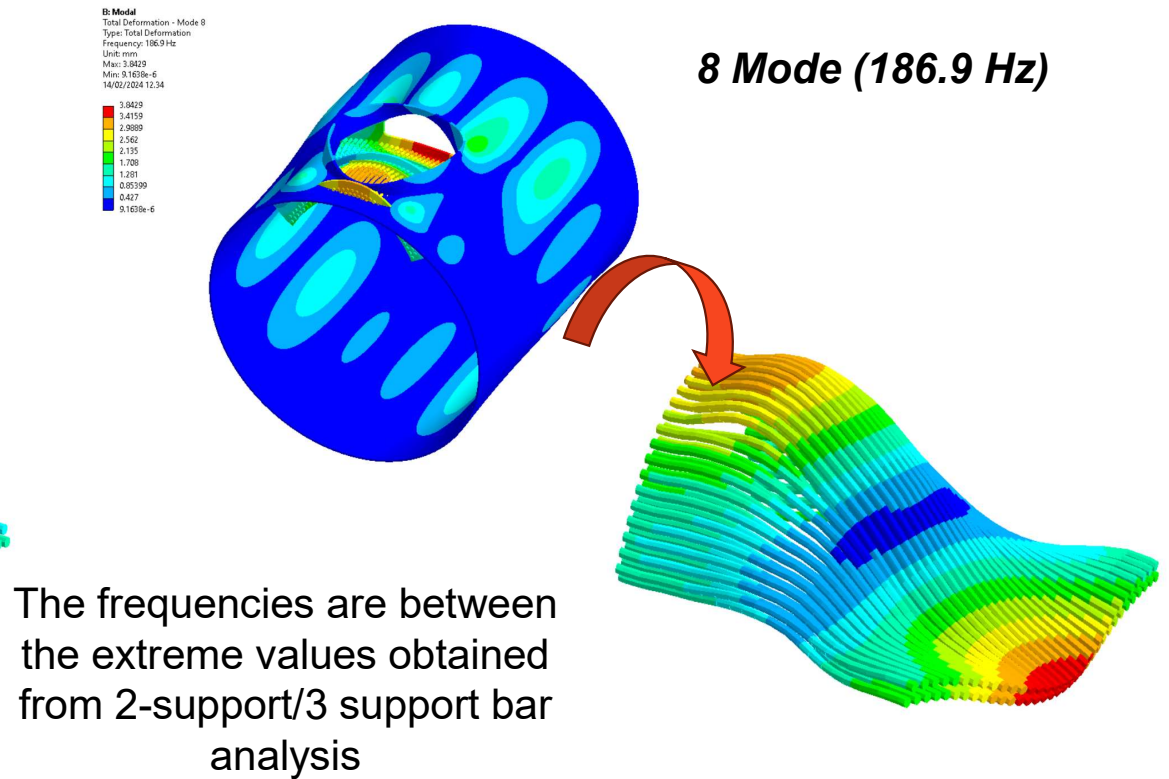 B: Modal
Total Deformation - Mode 8
Type: Total Deformation
Frequency: 186.9 Hz
Unit: mm
Max: 3.8429
Min: 9.1638e-6
14/02/2024 12.34
3.8429
3.4159
2.9889
2.562
2.135
1.708
1.281
0.85399
0.427
9.1638e-6
8 Mode (186.9 Hz)
The frequencies are between
the extreme values obtained
from 2-support/3 support bar
analysis